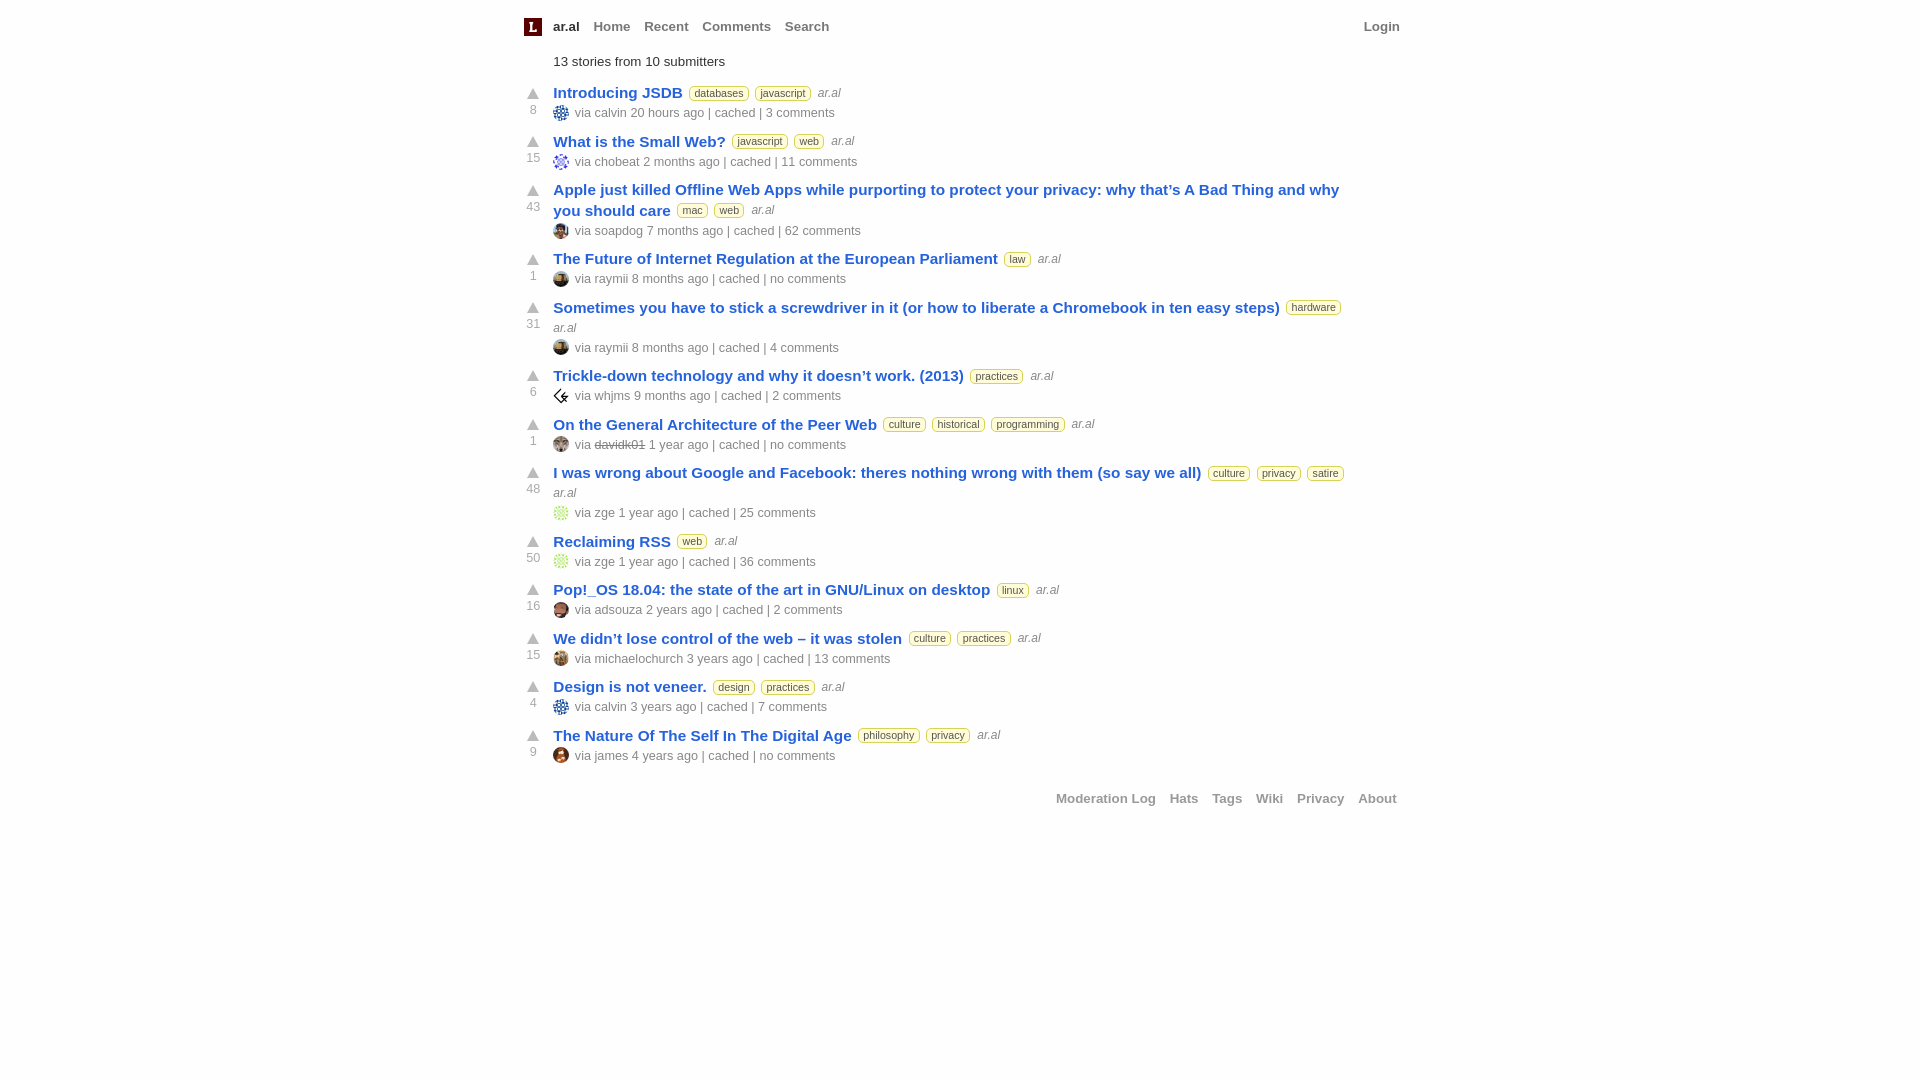 L ar.al Home Recent Comments Search Login
13 stories from 10 submitters
Introducing JSDB databases javascript ar.al
8 via calvin 20 hours ago | cached | 3 comments
What is the Small Web? javascript web ar.al
15 via chobeat 2 months ago | cached | 11 comments
Apple just killed Offline Web Apps while purporting to protect your privacy: why that’s A Bad Thing and why
43 you should care mac web ar.al
via soapdog 7 months ago | cached | 62 comments
The Future of Internet Regulation at the European Parliament law ar.al
1 via raymii 8 months ago | cached | no comments
Sometimes you have to stick a screwdriver in it (or how to liberate a Chromebook in ten easy steps) hardware
31 ar.al
via raymii 8 months ago | cached | 4 comments
Trickle-down technology and why it doesn’t work. (2013) practices ar.al
6 via whjms 9 months ago | cached | 2 comments
On the General Architecture of the Peer Web culture historical programming ar.al
1 via davidk01 1 year ago | cached | no comments
I was wrong about Google and Facebook: theres nothing wrong with them (so say we all) culture privacy satire
48 ar.al
via zge 1 year ago | cached | 25 comments
Reclaiming RSS web ar.al
50 via zge 1 year ago | cached | 36 comments
Pop!_OS 18.04: the state of the art in GNU/Linux on desktop linux ar.al
16 via adsouza 2 years ago | cached | 2 comments
We didn’t lose control of the web – it was stolen culture practices ar.al
15 via michaelochurch 3 years ago | cached | 13 comments
Design is not veneer. design practices ar.al
4 via calvin 3 years ago | cached | 7 comments
The Nature Of The Self In The Digital Age philosophy privacy ar.al
9 via james 4 years ago | cached | no comments
Moderation Log Hats Tags Wiki Privacy About